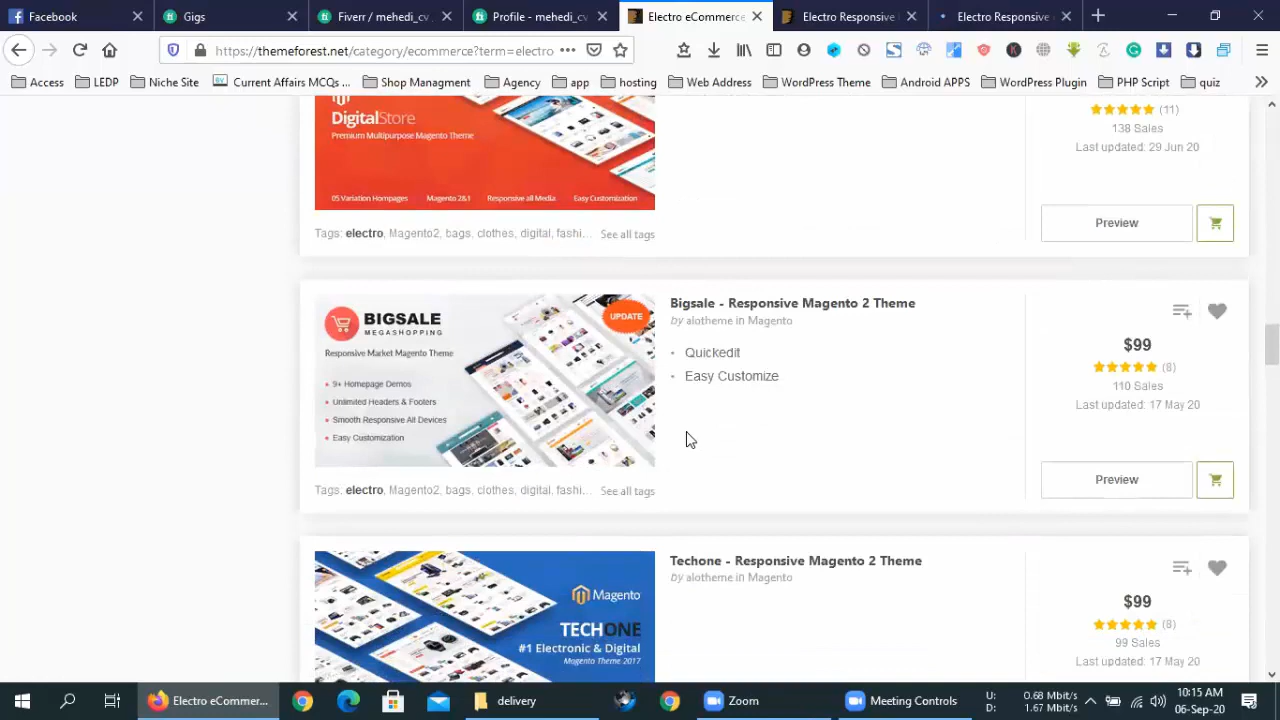 Facebook
Gigs
Fiverr / mehedi_cv
Profile - mehedi_cv
Electro eCommerce
Electro Responsive
Electro Responsive
https://themeforest.net/category/ecommerce?term=electro
Access
LEDP
Niche Site
Current Affairs MCQs...
Shop Managment
Agency
app
hosting
Web Address
WordPress Theme
Android APPS
WordPress Plugin
PHP Script
quiz
DigitalStore
Premium Multipurpose Magento Theme
05 Variation Hompages Magento 2&1 Responsive all Media Easy Customization
(11)
138 Sales
Last updated: 29 Jun 20
Preview
Tags: electro, Magento2, bags, clothes, digital, fashi... See all tags
BIGSALE
MEGASHOPPING
UPDATE
Responsive Market Magento Theme
9+ Homepage Demos
Unlimited Headers & Footers
Smooth Responsive All Devices
Easy Customization
Bigsale - Responsive Magento 2 Theme
by alotheme in Magento
• Quickedit
• Easy Customize
$99
(8)
110 Sales
Last updated: 17 May 20
Preview
Tags: electro, Magento2, bags, clothes, digital, fashi... See all tags
Magento
TECHONE
#1 Electronic & Digital
Magento Theme 2017
Techone - Responsive Magento 2 Theme
by alotheme in Magento
$99
(8)
99 Sales
Last updated: 17 May 20
Electro eCommer...
delivery
Zoom
Meeting Controls
U: 0.68 Mbit/s
D: 1.67 Mbit/s
10:15 AM
06-Sep-20